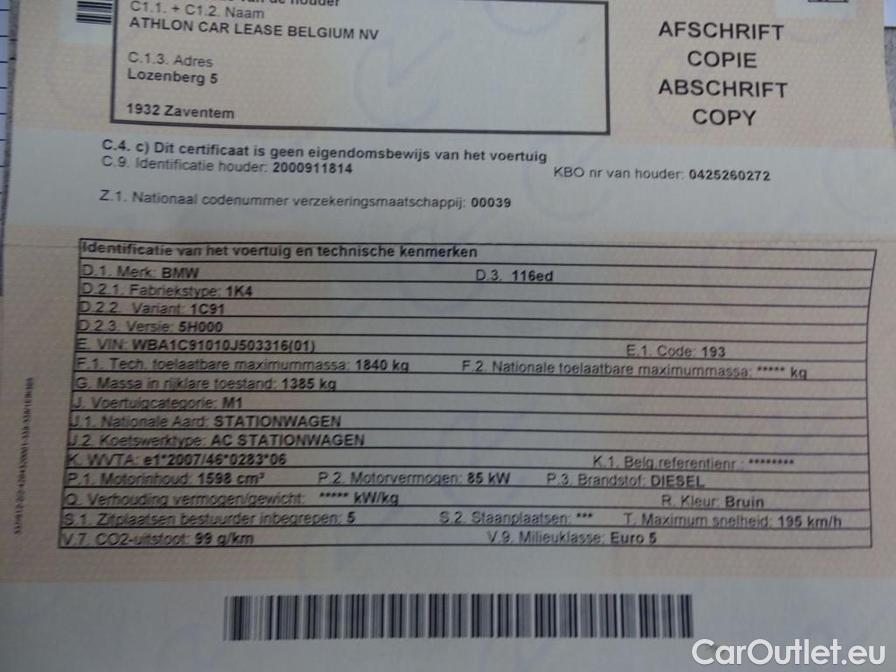 van de houder
C1.1. + C1.2. Naam
ATHLON CAR LEASE BELGIUM NV
C.1.3. Adres
Lozenberg 5
1932 Zaventem
AFSCHRIFT
COPIE
ABSCHRIFT
COPY
C.4. c) Dit certificaat is geen eigendomsbewijs van het voertuig
C.9. Identificatie houder: 2000911814 KBO nr van houder: 0425260272
Z.1. Nationaal codenummer verzekeringsmaatschappij: 00039
Identificatie van het voertuig en technische kenmerken
D.1. Merk: BMW D.3. 116ed
D.2.1. Fabriekstype: 1K4
D.2.2. Variant: 1C91
D.2.3. Versie: 5H000
E. VIN: WBA1C91010J503316(01) E.1. Code: 193
F.1. Tech. toelaatbare maximummassa: 1840 kg F.2. Nationale toelaatbare maximummassa: ***** kg
G. Massa in rijklare toestand: 1385 kg
J. Voertuigcategorie: M1
J.1. Nationale Aard: STATIONWAGEN
J.2. Koetswerktype: AC STATIONWAGEN
K. WVTA: e1*2007/46*0283*06 K.1. Belg.referentienr.: ********
P.1. Motorinhoud: 1598 cm³ P.2. Motorvermogen: 85 kW P.3. Brandstof: DIESEL
Q. Verhouding vermogen/gewicht: ***** kW/kg R. Kleur: Bruin
S.1. Zitplaatsen bestuurder inbegrepen: 5 S.2. Staanplaatsen: *** T. Maximum snelheid: 195 km/h
V.7. CO2-uitstoot: 99 g/km V.9. Milieuklasse: Euro 5
CarOutlet.eu